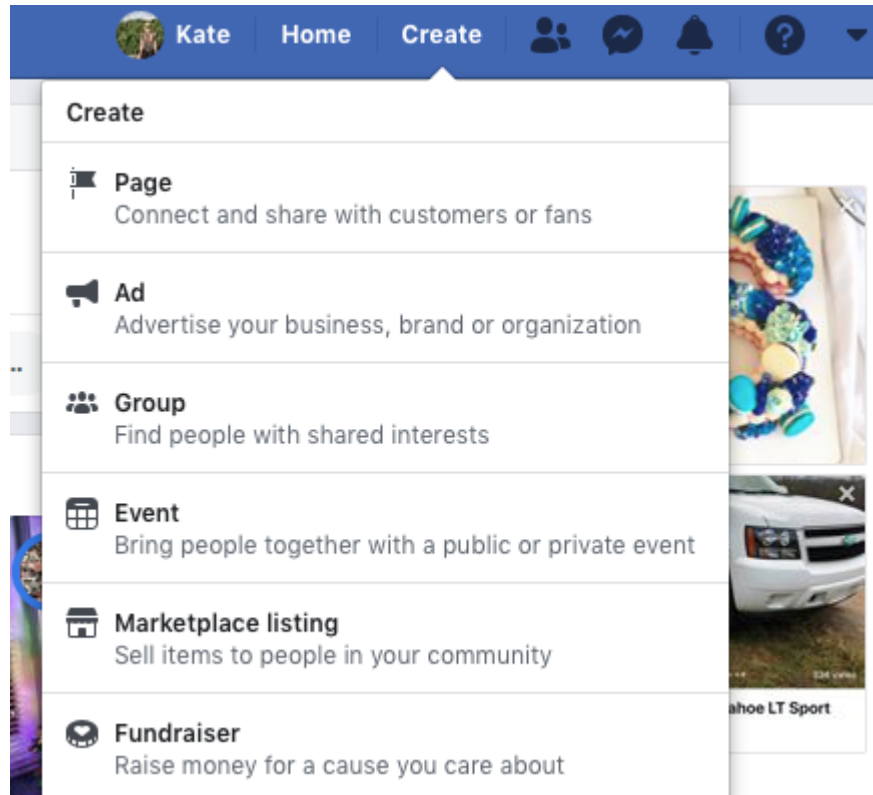 Kate Home Create
Create
Page
Connect and share with customers or fans
Ad
Advertise your business, brand or organization
Group
Find people with shared interests
Event
Bring people together with a public or private event
Marketplace listing
Sell items to people in your community
Fundraiser
Raise money for a cause you care about
views
ahoe LT Sport